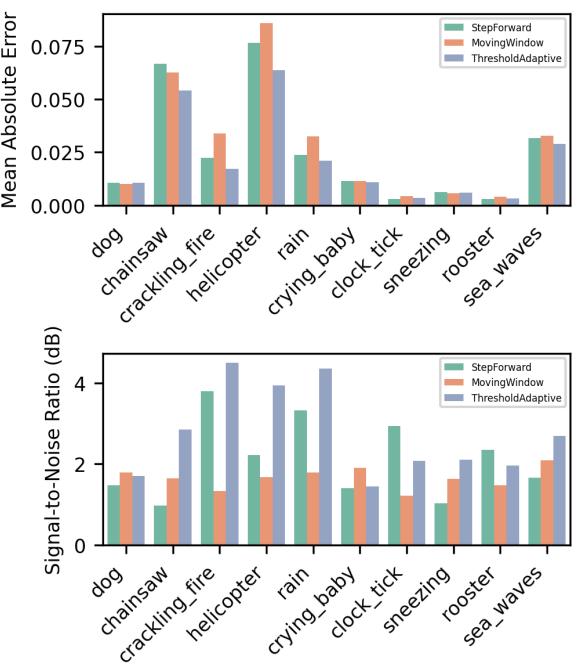 Mean Absolute Error
0.075
0.050
0.025
0.000
StepForward
MovingWindow
ThresholdAdaptive
dog
chainsaw
crackling_fire
helicopter
rain
crying_baby
clock_tick
sneezing
rooster
sea_waves
Signal-to-Noise Ratio (dB)
4
2
0
StepForward
MovingWindow
ThresholdAdaptive
dog
chainsaw
crackling_fire
helicopter
rain
crying_baby
clock_tick
sneezing
rooster
sea_waves